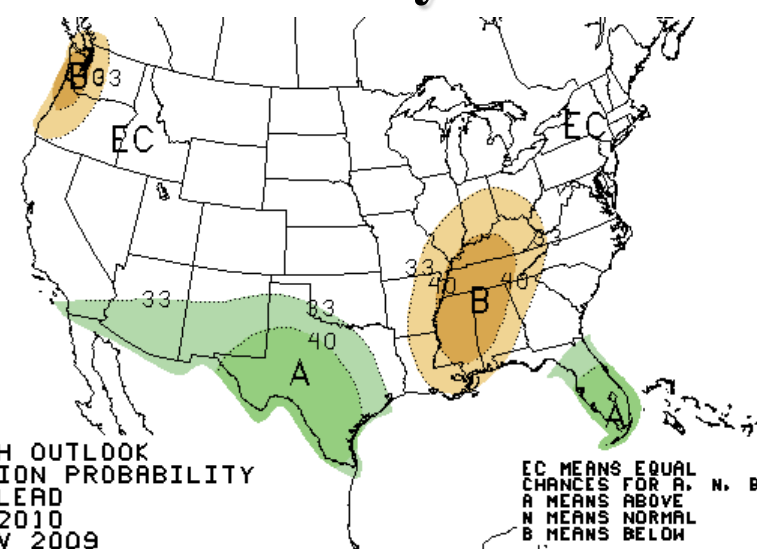 B 33
EC
EC
33
33
40
40
B
33
33
40
A
A
H OUTLOOK
ION PROBABILITY
LEAD
2010
V 2009
EC MEANS EQUAL
CHANCES FOR A, N, B
A MEANS ABOVE
N MEANS NORMAL
B MEANS BELOW